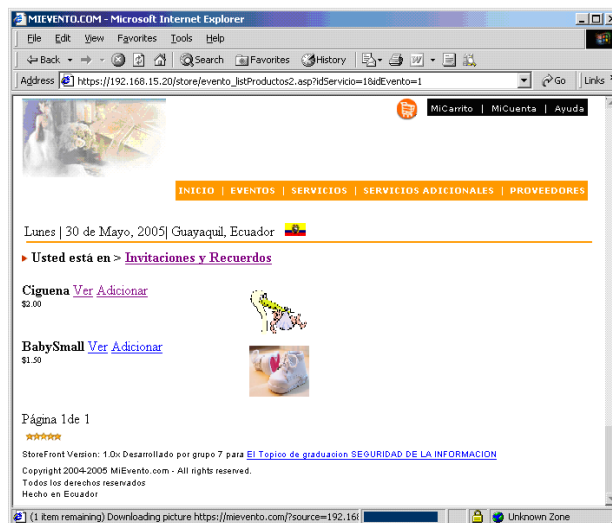 MIEVENTO.COM - Microsoft Internet Explorer
File Edit View Favorites Tools Help
Back Search Favorites History
Address https://192.168.15.20/store/evento_listProductos2.asp?idServicio=1&idEvento=1 Go Links
MiCarrito | MiCuenta | Ayuda
INICIO | EVENTOS | SERVICIOS | SERVICIOS ADICIONALES | PROVEEDORES
Lunes | 30 de Mayo, 2005| Guayaquil, Ecuador
Usted está en > Invitaciones y Recuerdos
Ciguena Ver Adicionar
$2.00
BabySmall Ver Adicionar
$1.50
Página 1de 1
StoreFront Version: 1.0x Desarrollado por grupo 7 para El Topico de graduacion SEGURIDAD DE LA INFORMACION
Copyright 2004-2005 MiEvento.com - All rights reserved.
Todos los derechos reservados
Hecho en Ecuador
(1 item remaining) Downloading picture https://mievento.com/?source=192.168 Unknown Zone